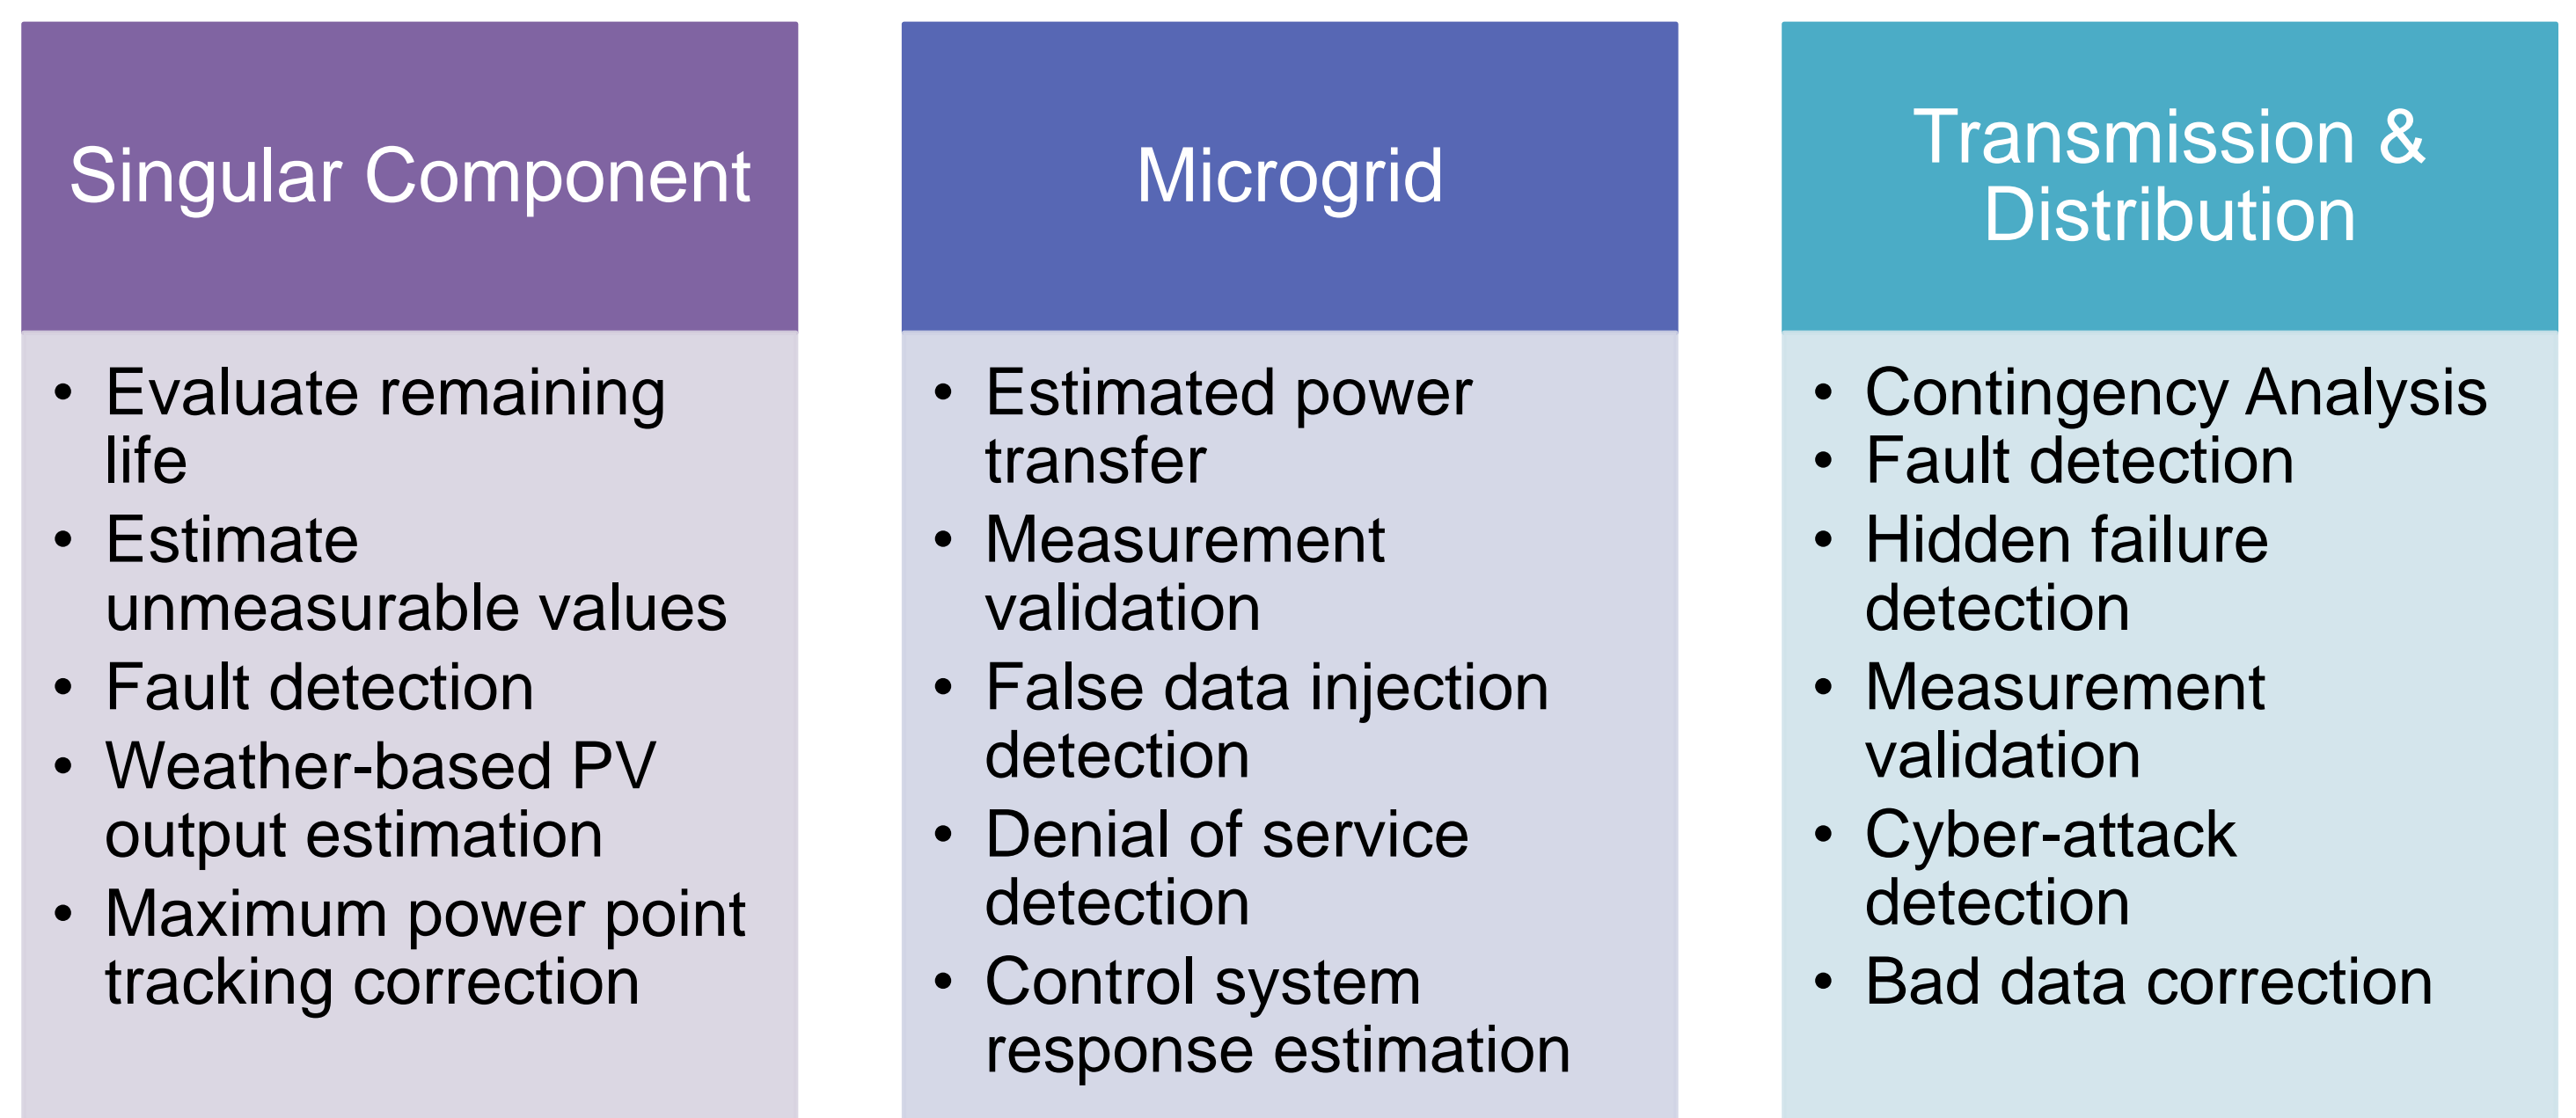 Singular Component
• Evaluate remaining
life
• Estimate
unmeasurable values
• Fault detection
• Weather-based PV
output estimation
• Maximum power point
tracking correction
Microgrid
• Estimated power
transfer
• Measurement
validation
• False data injection
detection
• Denial of service
detection
• Control system
response estimation
Transmission &
Distribution
• Contingency Analysis
• Fault detection
• Hidden failure
detection
• Measurement
validation
• Cyber-attack
detection
• Bad data correction